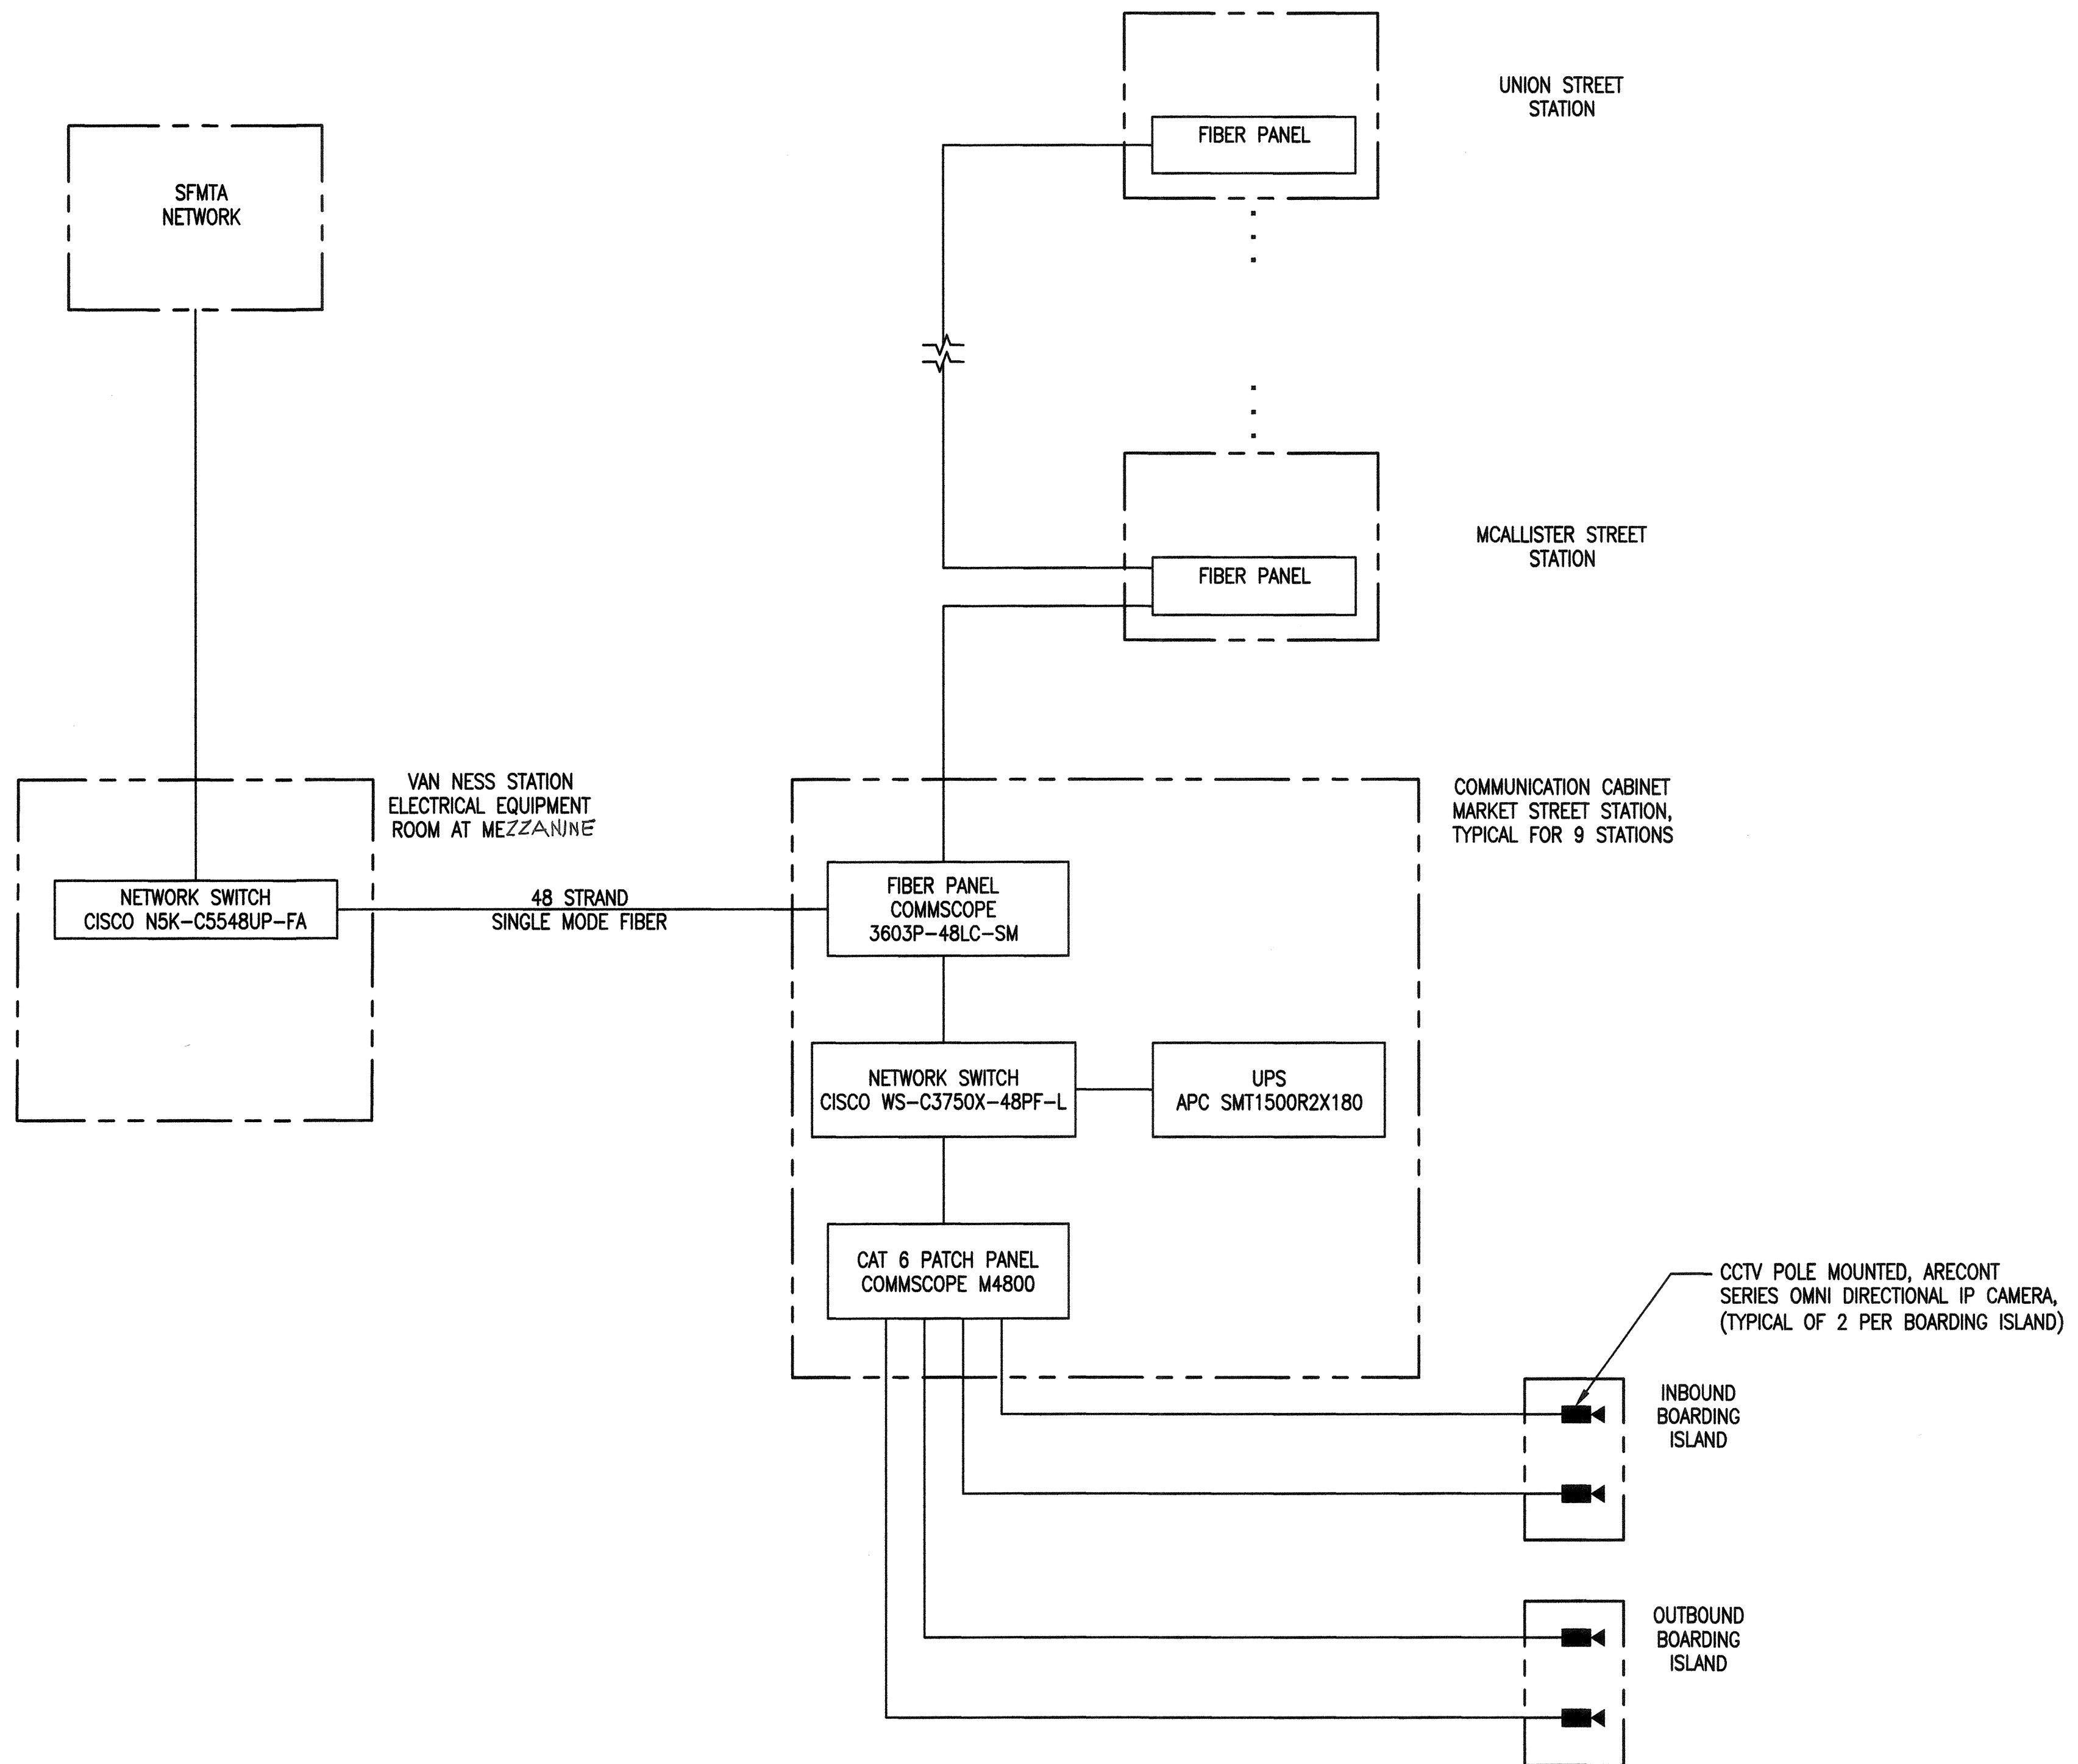 UNION STREET
STATION
FIBER PANEL
SFMTA
NETWORK
MCALLISTER STREET
STATION
FIBER PANEL
VAN NESS STATION
ELECTRICAL EQUIPMENT
ROOM AT MEZZANINE
COMMUNICATION CABINET
MARKET STREET STATION,
TYPICAL FOR 9 STATIONS
NETWORK SWITCH
CISCO N5K-C5548UP-FA
48 STRAND
SINGLE MODE FIBER
FIBER PANEL
COMMSCOPE
3603P-48LC-SM
NETWORK SWITCH
CISCO WS-C3750X-48PF-L
UPS
APC SMT1500R2X180
CAT 6 PATCH PANEL
COMMSCOPE M4800
CCTV POLE MOUNTED, ARECONT
SERIES OMNI DIRECTIONAL IP CAMERA,
(TYPICAL OF 2 PER BOARDING ISLAND)
INBOUND
BOARDING
ISLAND
OUTBOUND
BOARDING
ISLAND